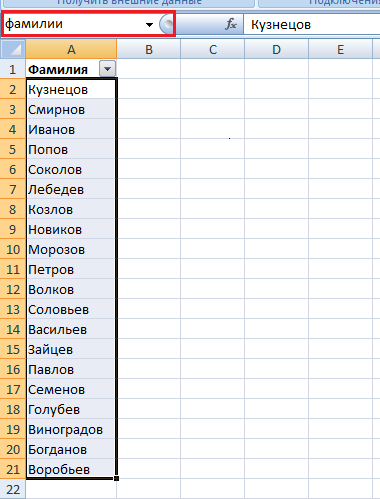 Получить внешние данные Подключения
фамилии fx Кузнецов
A B C D E
1 Фамилия
2 Кузнецов
3 Смирнов
4 Иванов
5 Попов
6 Соколов
7 Лебедев
8 Козлов
9 Новиков
10 Морозов
11 Петров
12 Волков
13 Соловьев
14 Васильев
15 Зайцев
16 Павлов
17 Семенов
18 Голубев
19 Виноградов
20 Богданов
21 Воробьев
22